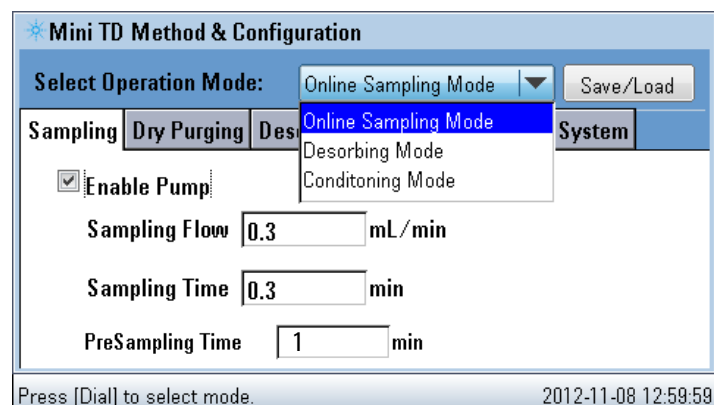 Mini TD Method & Configuration
Select Operation Mode: Online Sampling Mode Save/Load
Sampling Dry Purging System
Online Sampling Mode
Desorbing Mode
Conditoning Mode
Enable Pump
Sampling Flow 0.3 mL/min
Sampling Time 0.3 min
PreSampling Time 1 min
Press [Dial] to select mode. 2012-11-08 12:59:59